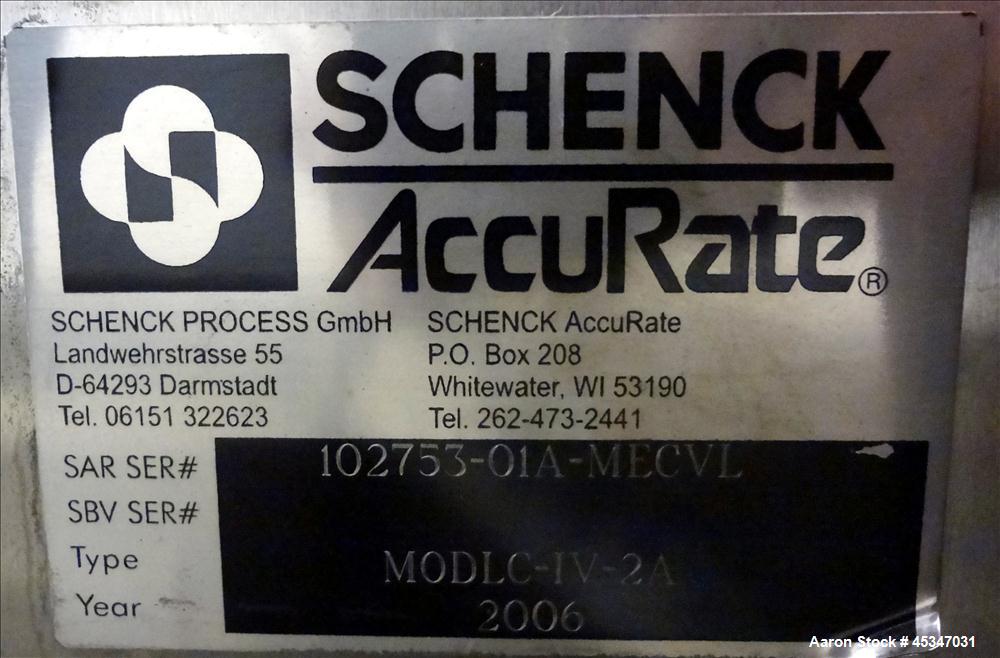 SCHENCK
AccuRate®
SCHENCK PROCESS GmbH
Landwehrstrasse 55
D-64293 Darmstadt
Tel. 06151 322623
SCHENCK AccuRate
P.O. Box 208
Whitewater, WI 53190
Tel. 262-473-2441
SAR SER# 102753-01A-MECVL
SBV SER#
Type MODLC-IV-2A
Year 2006
Aaron Stock # 45347031